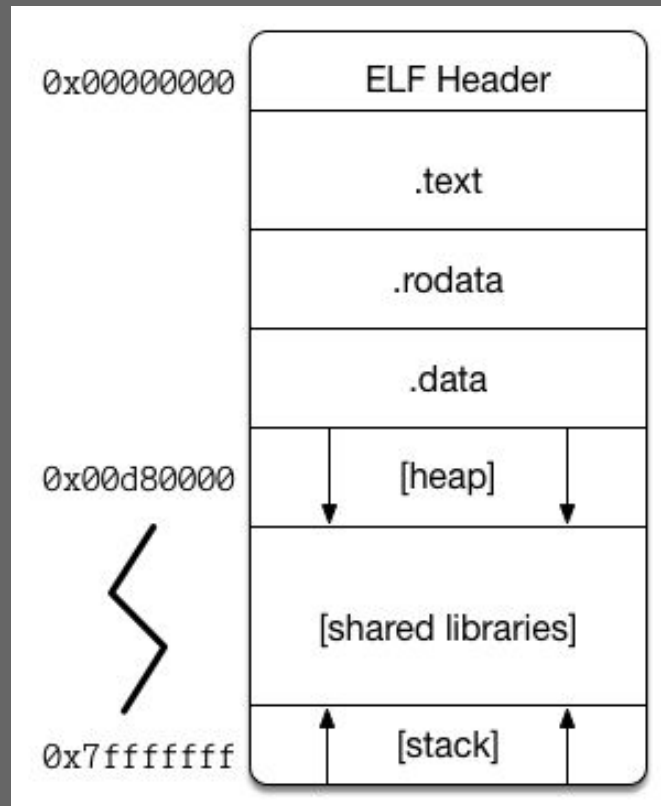 0x00000000 ELF Header
.text
.rodata
.data
0x00d80000 [heap]
[shared libraries]
0x7fffffff [stack]